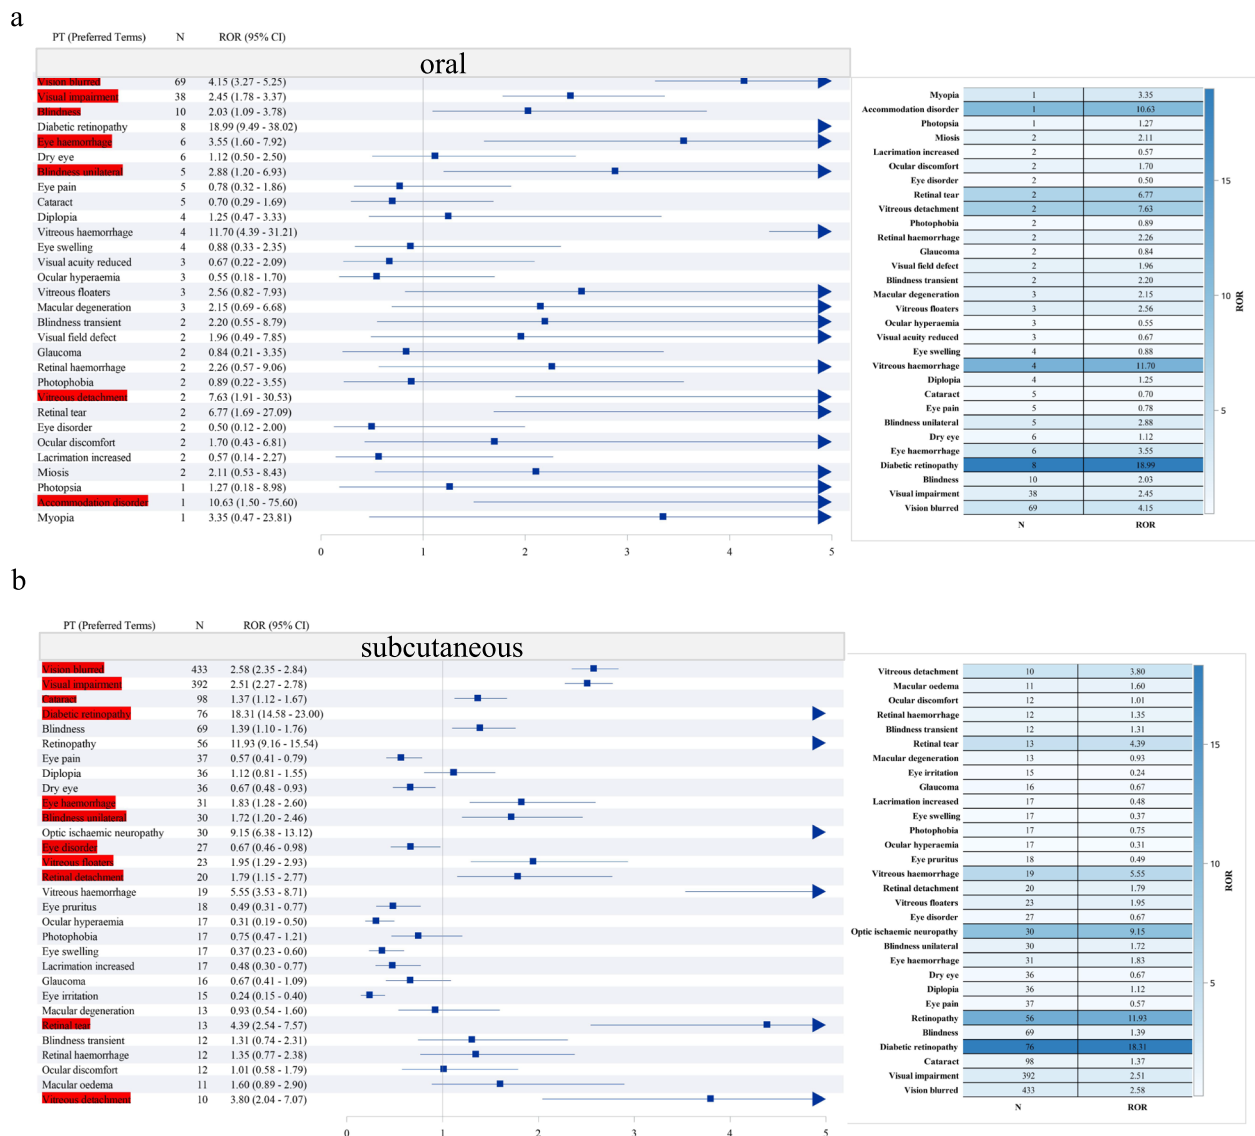 a
PT (Preferred Terms) N ROR (95% CI)
oral
Vision blurred 69 4.15 (3.27 - 5.25)
Visual impairment 38 2.45 (1.78 - 3.37)
Blindness 10 2.03 (1.09 - 3.78)
Diabetic retinopathy 8 18.99 (9.49 - 38.02)
Eye haemorrhage 6 3.55 (1.60 - 7.92)
Dry eye 6 1.12 (0.50 - 2.50)
Blindness unilateral 5 2.88 (1.20 - 6.93)
Eye pain 5 0.78 (0.32 - 1.86)
Cataract 5 0.70 (0.29 - 1.69)
Diplopia 4 1.25 (0.47 - 3.33)
Vitreous haemorrhage 4 11.70 (4.39 - 31.21)
Eye swelling 4 0.88 (0.33 - 2.35)
Visual acuity reduced 3 0.67 (0.22 - 2.09)
Ocular hyperaemia 3 0.55 (0.18 - 1.70)
Vitreous floaters 3 2.56 (0.82 - 7.93)
Macular degeneration 3 2.15 (0.69 - 6.68)
Blindness transient 2 2.20 (0.55 - 8.79)
Visual field defect 2 1.96 (0.49 - 7.85)
Glaucoma 2 0.84 (0.21 - 3.35)
Retinal haemorrhage 2 2.26 (0.57 - 9.06)
Photophobia 2 0.89 (0.22 - 3.55)
Vitreous detachment 2 7.63 (1.91 - 30.53)
Retinal tear 2 6.77 (1.69 - 27.09)
Eye disorder 2 0.50 (0.12 - 2.00)
Ocular discomfort 2 1.70 (0.43 - 6.81)
Lacrimation increased 2 0.57 (0.14 - 2.27)
Miosis 2 2.11 (0.53 - 8.43)
Photopsia 1 1.27 (0.18 - 8.98)
Accommodation disorder 1 10.63 (1.50 - 75.60)
Myopia 1 3.35 (0.47 - 23.81)
0 1 2 3 4 5
Myopia 1 3.35
Accommodation disorder 1 10.63
Photopsia 1 1.27
Miosis 2 2.11
Lacrimation increased 2 0.57
Ocular discomfort 2 1.70
Eye disorder 2 0.50
Retinal tear 2 6.77
Vitreous detachment 2 7.63
Photophobia 2 0.89
Retinal haemorrhage 2 2.26
Glaucoma 2 0.84
Visual field defect 2 1.96
Blindness transient 2 2.20
Macular degeneration 3 2.15
Vitreous floaters 3 2.56
Ocular hyperaemia 3 0.55
Visual acuity reduced 3 0.67
Eye swelling 4 0.88
Vitreous haemorrhage 4 11.70
Diplopia 4 1.25
Cataract 5 0.70
Eye pain 5 0.78
Blindness unilateral 5 2.88
Dry eye 6 1.12
Eye haemorrhage 6 3.55
Diabetic retinopathy 8 18.99
Blindness 10 2.03
Visual impairment 38 2.45
Vision blurred 69 4.15
N ROR
15
10
5
ROR
b
PT (Preferred Terms) N ROR (95% CI)
subcutaneous
Vision blurred 433 2.58 (2.35 - 2.84)
Visual impairment 392 2.51 (2.27 - 2.78)
Cataract 98 1.37 (1.12 - 1.67)
Diabetic retinopathy 76 18.31 (14.58 - 23.00)
Blindness 69 1.39 (1.10 - 1.76)
Retinopathy 56 11.93 (9.16 - 15.54)
Eye pain 37 0.57 (0.41 - 0.79)
Diplopia 36 1.12 (0.81 - 1.55)
Dry eye 36 0.67 (0.48 - 0.93)
Eye haemorrhage 31 1.83 (1.28 - 2.60)
Blindness unilateral 30 1.72 (1.20 - 2.46)
Optic ischaemic neuropathy 30 9.15 (6.38 - 13.12)
Eye disorder 27 0.67 (0.46 - 0.98)
Vitreous floaters 23 1.95 (1.29 - 2.93)
Retinal detachment 20 1.79 (1.15 - 2.77)
Vitreous haemorrhage 19 5.55 (3.53 - 8.71)
Eye pruritus 18 0.49 (0.31 - 0.77)
Ocular hyperaemia 17 0.31 (0.19 - 0.50)
Photophobia 17 0.75 (0.47 - 1.21)
Eye swelling 17 0.37 (0.23 - 0.60)
Lacrimation increased 17 0.48 (0.30 - 0.77)
Glaucoma 16 0.67 (0.41 - 1.09)
Eye irritation 15 0.24 (0.15 - 0.40)
Macular degeneration 13 0.93 (0.54 - 1.60)
Retinal tear 13 4.39 (2.54 - 7.57)
Blindness transient 12 1.31 (0.74 - 2.31)
Retinal haemorrhage 12 1.35 (0.77 - 2.38)
Ocular discomfort 12 1.01 (0.58 - 1.79)
Macular oedema 11 1.60 (0.89 - 2.90)
Vitreous detachment 10 3.80 (2.04 - 7.07)
0 1 2 3 4 5
Vitreous detachment 10 3.80
Macular oedema 11 1.60
Ocular discomfort 12 1.01
Retinal haemorrhage 12 1.35
Blindness transient 12 1.31
Retinal tear 13 4.39
Macular degeneration 13 0.93
Eye irritation 15 0.24
Glaucoma 16 0.67
Lacrimation increased 17 0.48
Eye swelling 17 0.37
Photophobia 17 0.75
Ocular hyperaemia 17 0.31
Eye pruritus 18 0.49
Vitreous haemorrhage 19 5.55
Retinal detachment 20 1.79
Vitreous floaters 23 1.95
Eye disorder 27 0.67
Optic ischaemic neuropathy 30 9.15
Blindness unilateral 30 1.72
Eye haemorrhage 31 1.83
Dry eye 36 0.67
Diplopia 36 1.12
Eye pain 37 0.57
Retinopathy 56 11.93
Blindness 69 1.39
Diabetic retinopathy 76 18.31
Cataract 98 1.37
Visual impairment 392 2.51
Vision blurred 433 2.58
N ROR
15
10
5
ROR